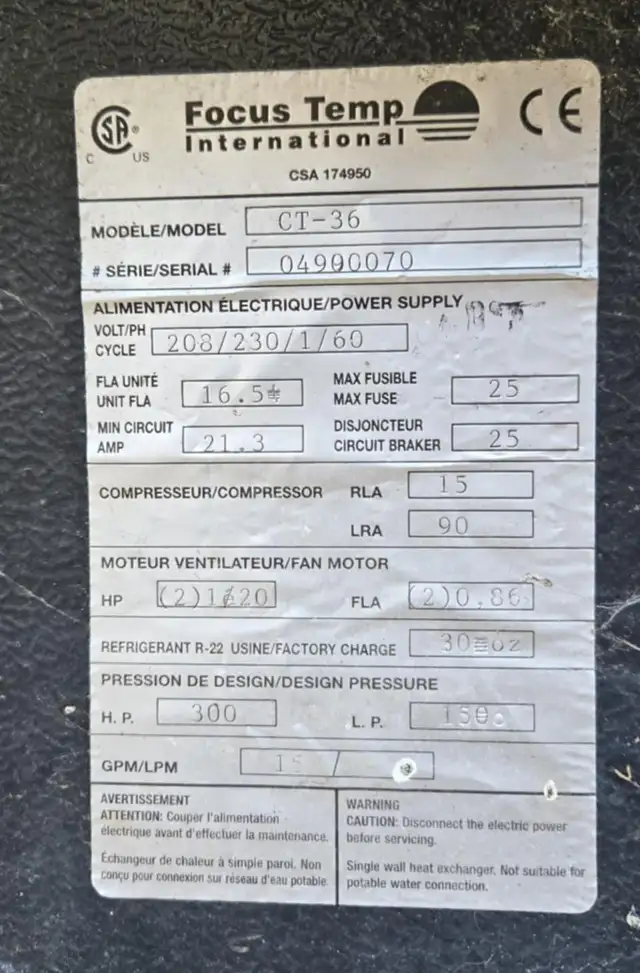 CSA® C US
Focus Temp
International
CE
CSA 174950
MODÈLE/MODEL CT-36
# SÉRIE/SERIAL # 04900070
ALIMENTATION ÉLECTRIQUE/POWER SUPPLY
VOLT/PH
CYCLE 208/230/1/60
FLA UNITÉ
UNIT FLA 16.5
MAX FUSIBLE
MAX FUSE 25
MIN CIRCUIT
AMP 21.3
DISJONCTEUR
CIRCUIT BRAKER 25
COMPRESSEUR/COMPRESSOR RLA 15
LRA 90
MOTEUR VENTILATEUR/FAN MOTOR
HP FLA (2)0.86
REFRIGERANT R-22 USINE/FACTORY CHARGE
PRESSION DE DESIGN/DESIGN PRESSURE
H. P. 300 L. P. 150
GPM/LPM
AVERTISSEMENT
ATTENTION: Couper l'alimentation
électrique avant d'effectuer la maintenance.
Échangeur de chaleur à simple paroi. Non
conçu pour connexion sur réseau d'eau potable.
WARNING
CAUTION: Disconnect the electric power
before servicing.
Single wall heat exchanger. Not suitable for
potable water connection.